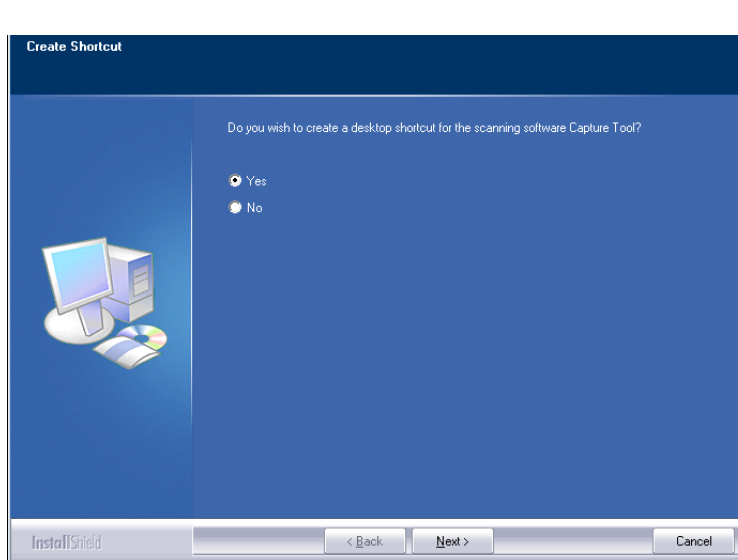 Create Shortcut
Do you wish to create a desktop shortcut for the scanning software Capture Tool?
Yes
No
InstallShield
< Back Next > Cancel